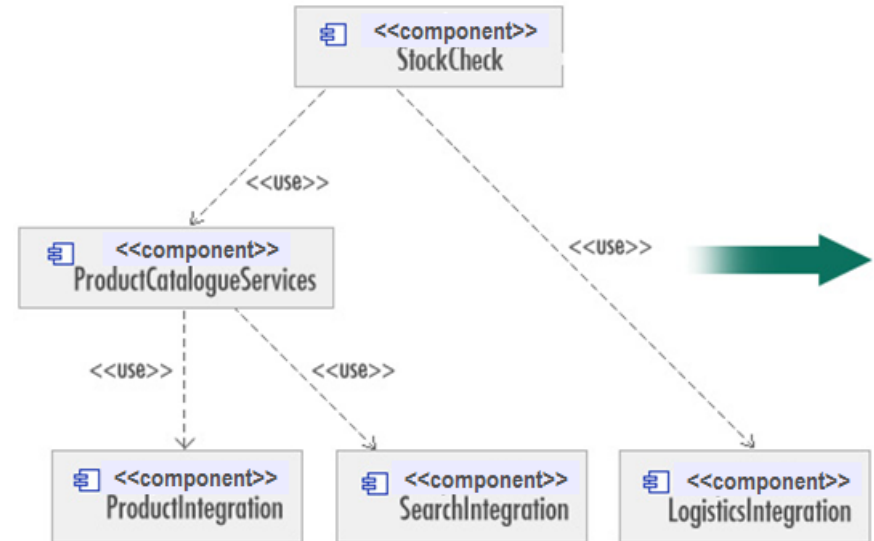 <<component>>
StockCheck
<<use>>
<<component>>
ProductCatalogueServices
<<use>>
<<use>>
<<use>>
<<component>>
ProductIntegration
<<component>>
SearchIntegration
<<component>>
LogisticsIntegration